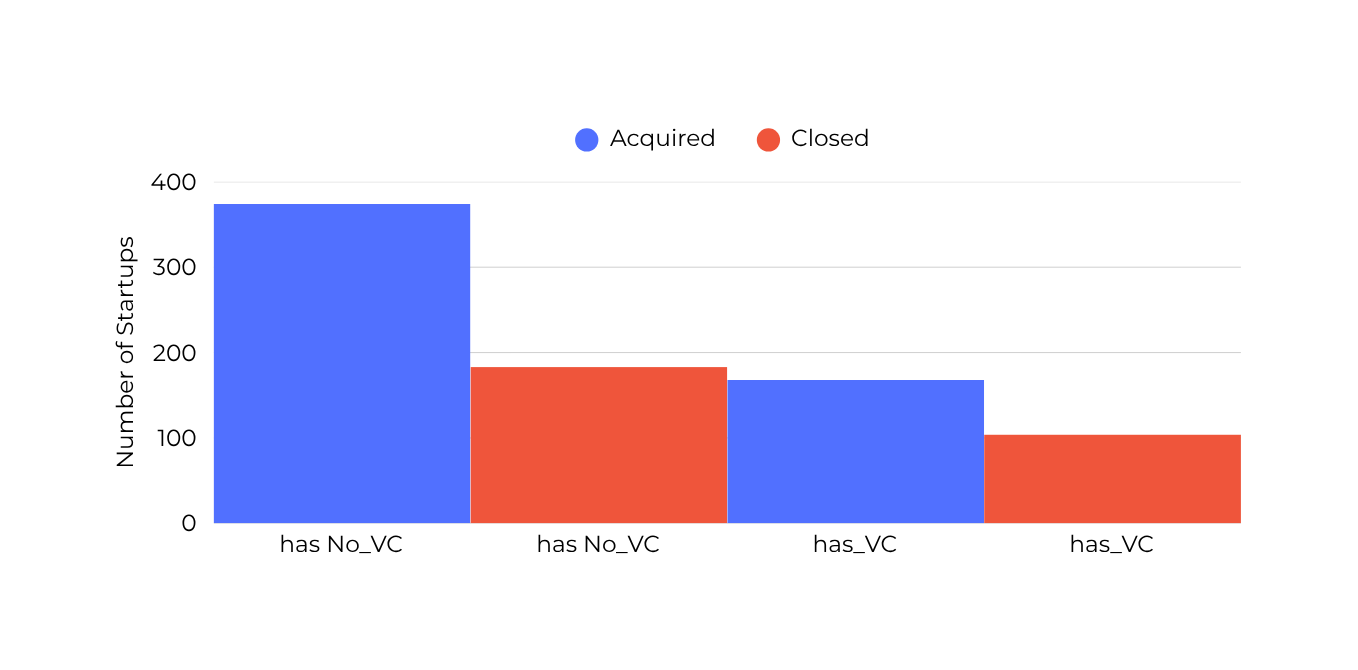 Acquired Closed
400
300
200
100
0
Number of Startups
has No_VC has No_VC has_VC has_VC